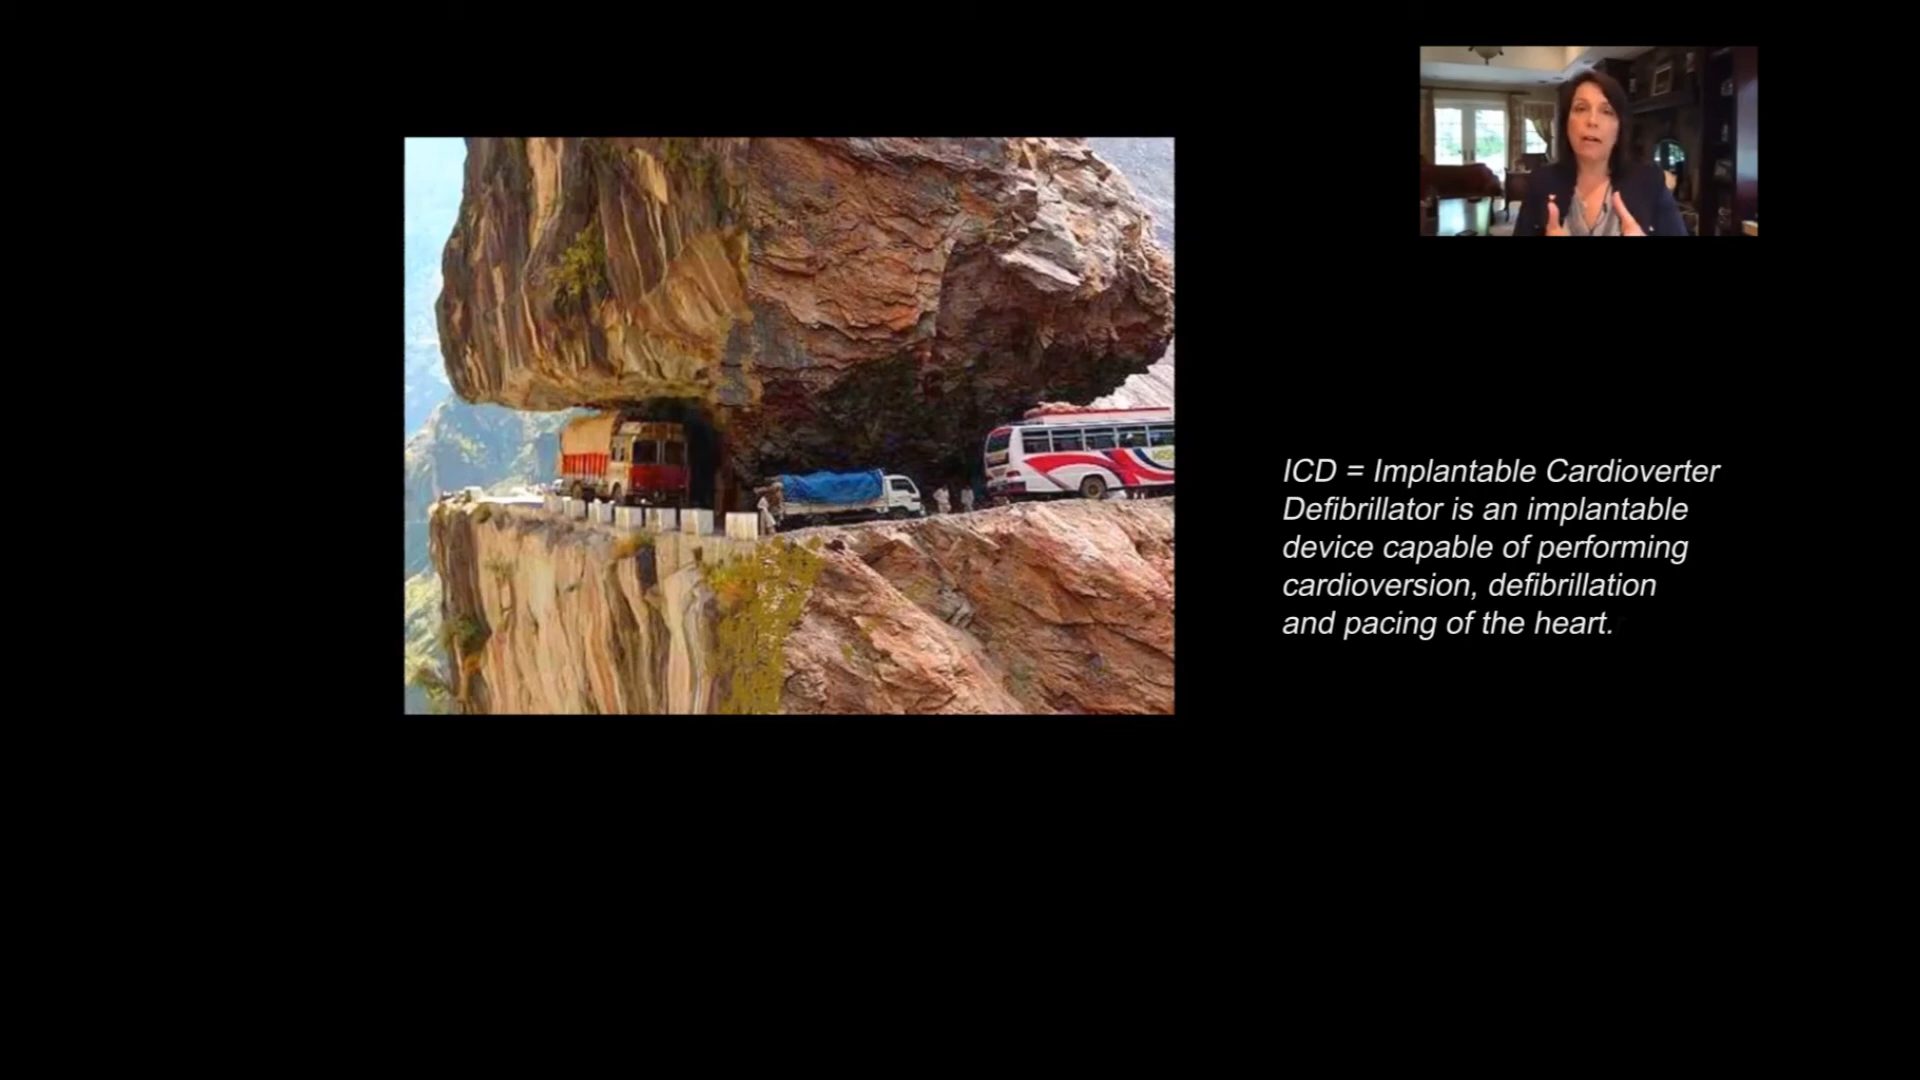 ICD = Implantable Cardioverter
Defibrillator is an implantable
device capable of performing
cardioversion, defibrillation
and pacing of the heart.